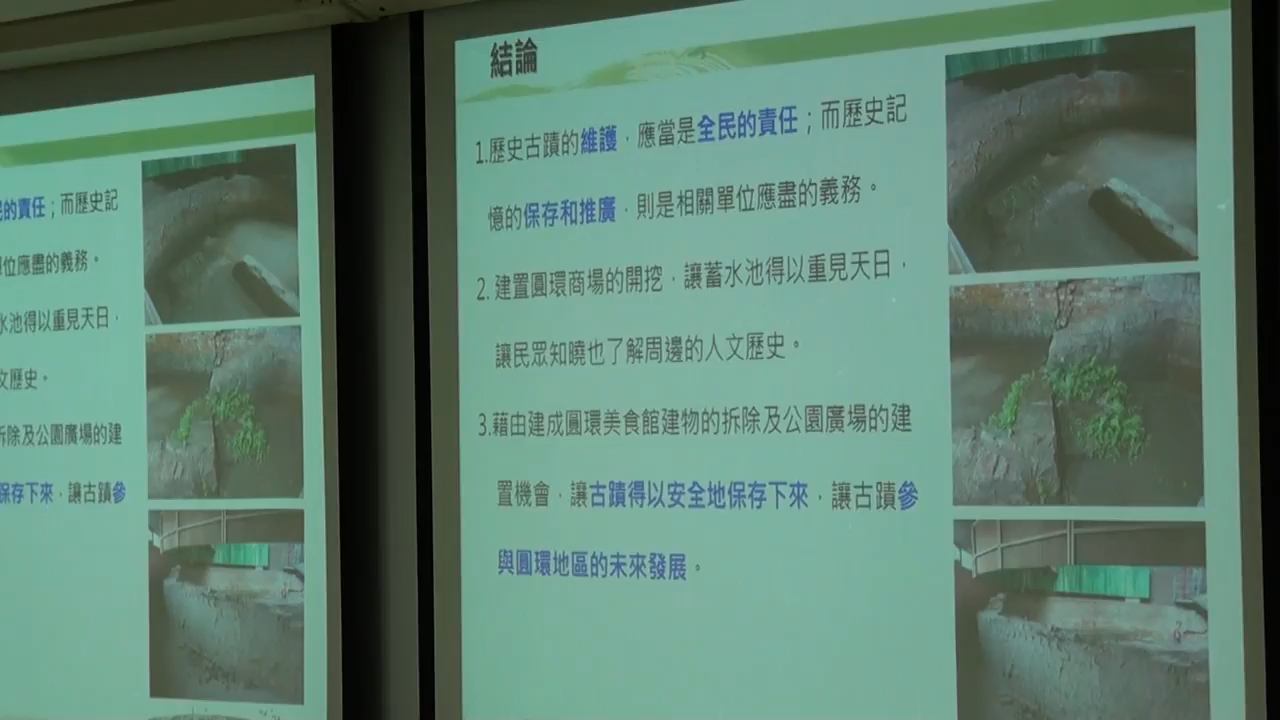 結論
1.歷史古蹟的維護，應當是全民的責任；而歷史記
憶的保存和推廣，則是相關單位應盡的義務。
2. 建置圓環商場的開挖，讓蓄水池得以重見天日，
讓民眾知曉也了解周邊的人文歷史。
3.藉由建成圓環美食館建物的拆除及公園廣場的建
置機會，讓古蹟得以安全地保存下來，讓古蹟參
與圓環地區的未來發展。
民的責任；而歷史記
單位應盡的義務。
水池得以重見天日，
文歷史。
拆除及公園廣場的建
保存下來，讓古蹟參